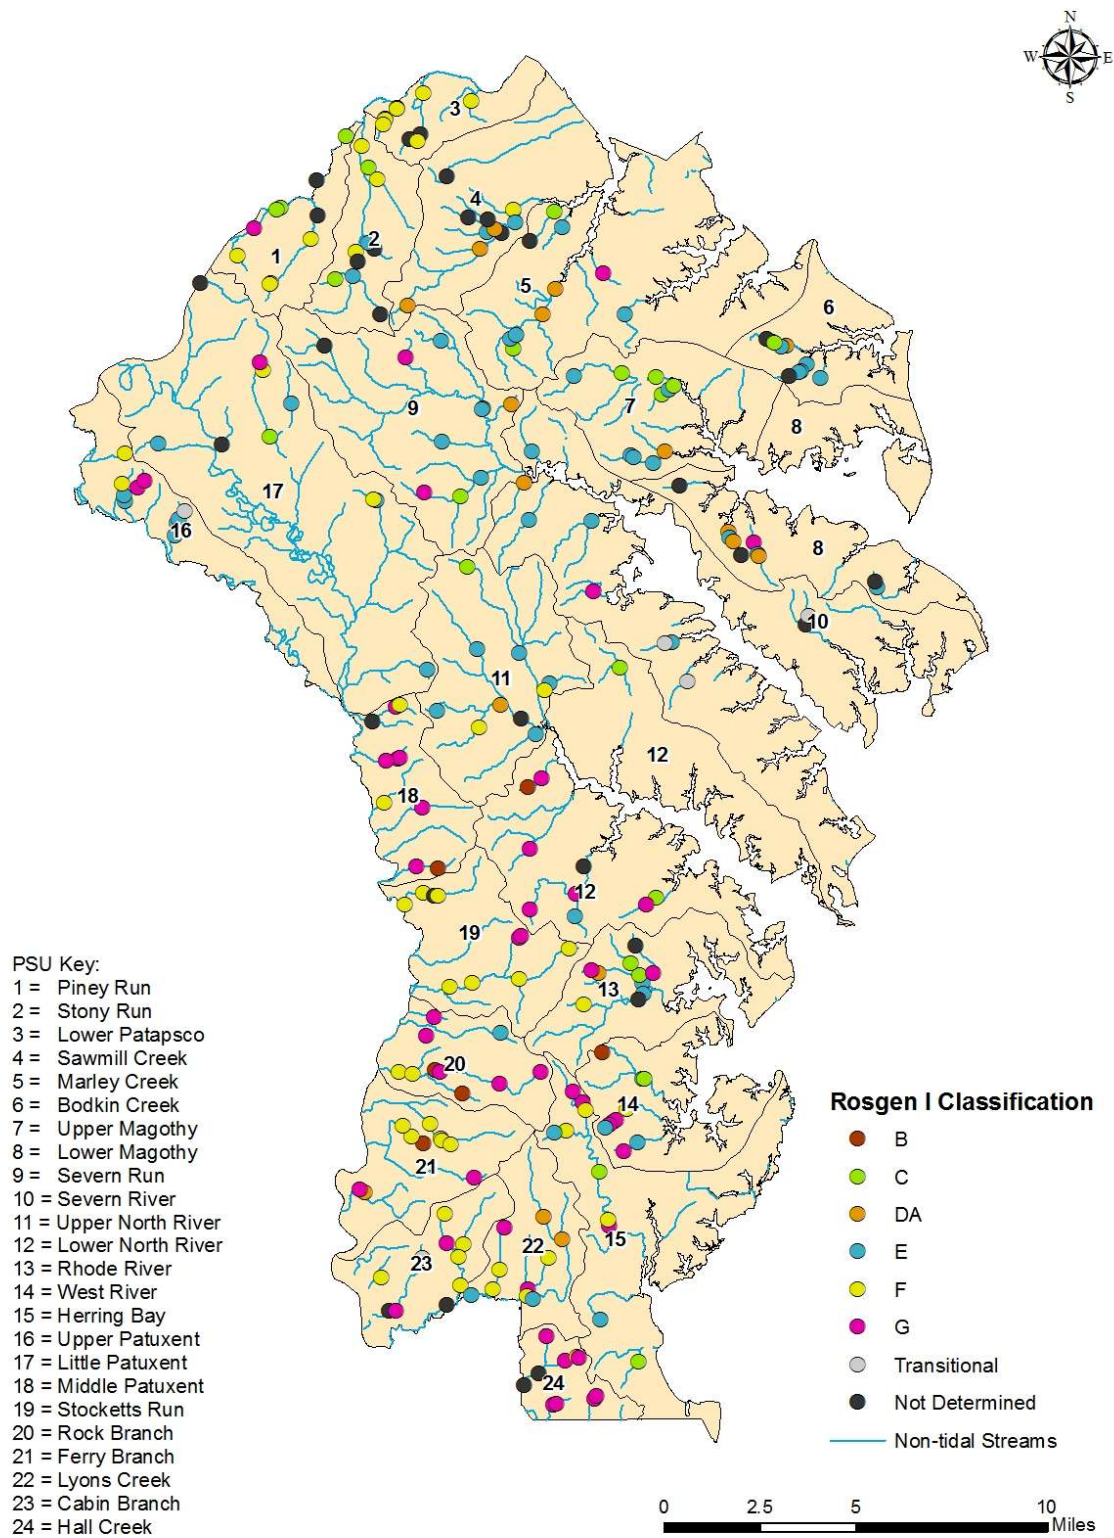 N
W E
S
3
4
2
1
5
6
9
7
8
17
16
8
10
11
12
18
12
19
13
20
14
21
15
22
23
24
PSU Key:
1 = Piney Run
2 = Stony Run
3 = Lower Patapsco
4 = Sawmill Creek
5 = Marley Creek
6 = Bodkin Creek
7 = Upper Magothy
8 = Lower Magothy
9 = Severn Run
10 = Severn River
11 = Upper North River
12 = Lower North River
13 = Rhode River
14 = West River
15 = Herring Bay
16 = Upper Patuxent
17 = Little Patuxent
18 = Middle Patuxent
19 = Stocketts Run
20 = Rock Branch
21 = Ferry Branch
22 = Lyons Creek
23 = Cabin Branch
24 = Hall Creek
Rosgen I Classification
B
C
DA
E
F
G
Transitional
Not Determined
Non-tidal Streams
0 2.5 5 10
Miles